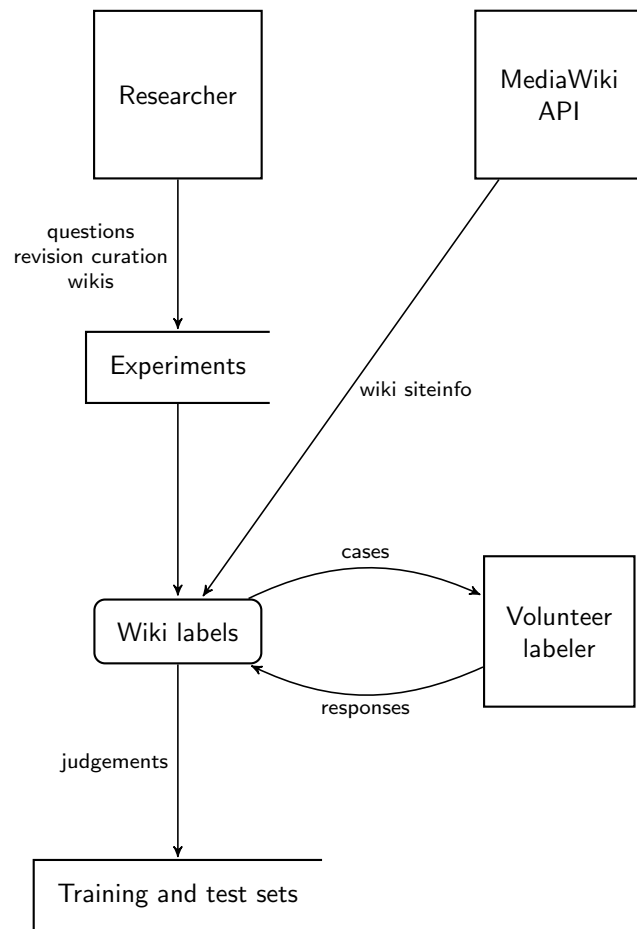 Researcher
MediaWiki
API
questions
revision curation
wikis
Experiments
wiki siteinfo
cases
Wiki labels
Volunteer
labeler
responses
judgements
Training and test sets